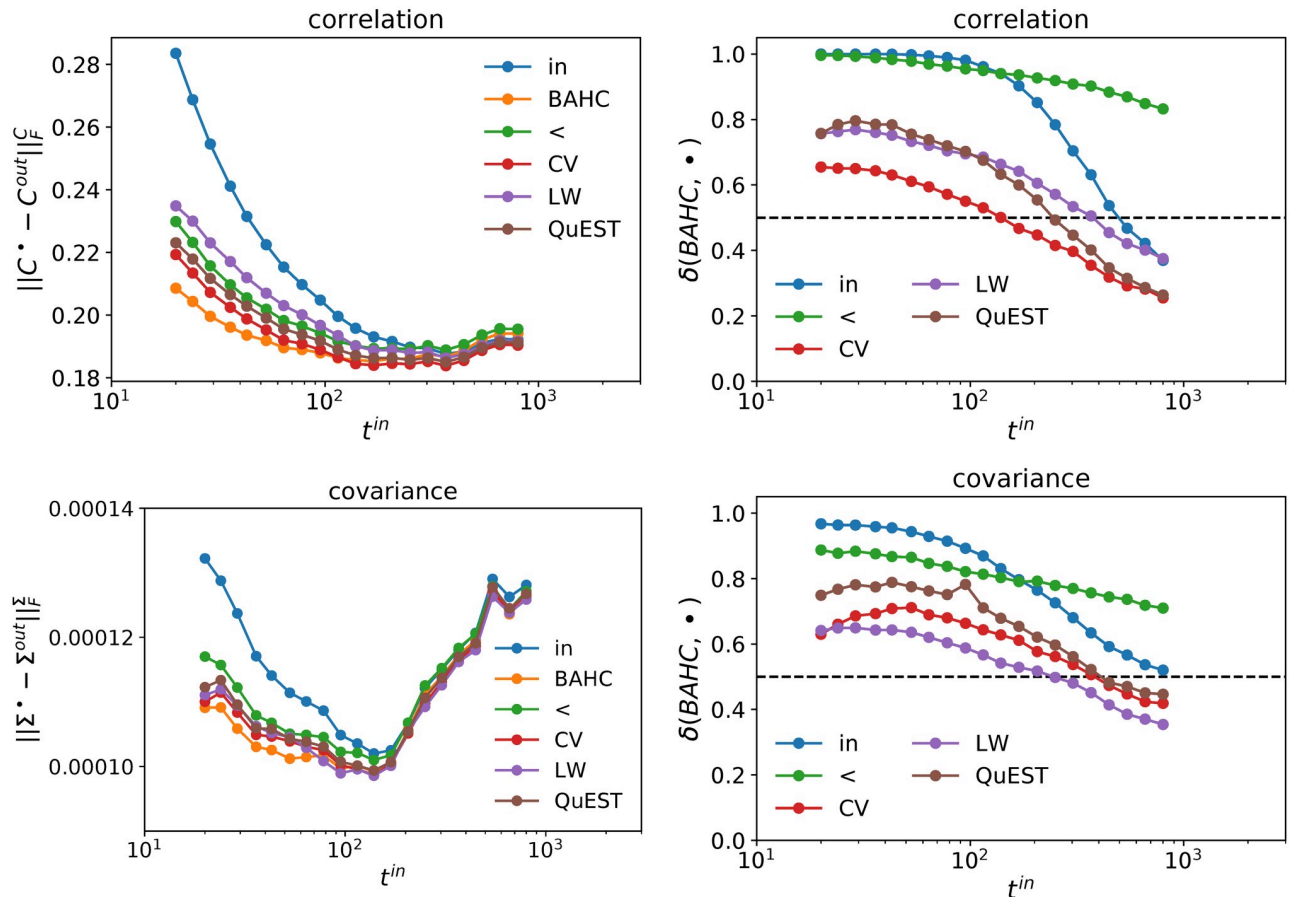 correlation
||C• − C^{out}||_F^C
0.28
0.26
0.24
0.22
0.20
0.18
in
BAHC
<
CV
LW
QuEST
10^1
10^2
10^3
t^{in}
correlation
δ(BAHC, •)
1.0
0.8
0.6
0.4
0.2
0.0
in
<
CV
LW
QuEST
10^1
10^2
10^3
t^{in}
covariance
||Σ• − Σ^{out}||_F^Σ
0.00014
0.00012
0.00010
in
BAHC
<
CV
LW
QuEST
10^1
10^2
10^3
t^{in}
covariance
δ(BAHC, •)
1.0
0.8
0.6
0.4
0.2
0.0
in
<
CV
LW
QuEST
10^1
10^2
10^3
t^{in}